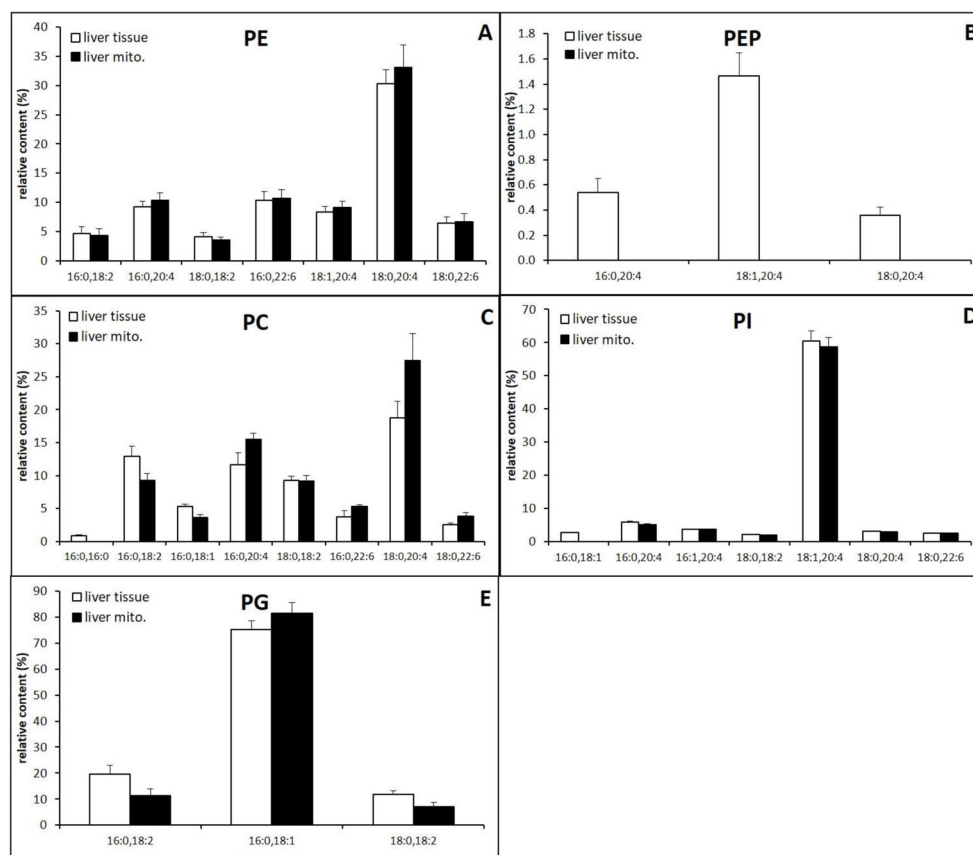 PE
A
liver tissue
liver mito.
relative content (%)
40
35
30
25
20
15
10
5
0
16:0,18:2 16:0,20:4 18:0,18:2 16:0,22:6 18:1,20:4 18:0,20:4 18:0,22:6
PEP
B
liver tissue
liver mito.
relative content (%)
1.8
1.6
1.4
1.2
1.0
0.8
0.6
0.4
0.2
0.0
16:0,20:4 18:1,20:4 18:0,20:4
PC
C
liver tissue
liver mito.
relative content (%)
35
30
25
20
15
10
5
0
16:0,16:0 16:0,18:2 16:0,18:1 16:0,20:4 18:0,18:2 16:0,22:6 18:0,20:4 18:0,22:6
PI
D
liver tissue
liver mito.
relative content (%)
70
60
50
40
30
20
10
0
16:0,18:1 16:0,20:4 16:1,20:4 18:0,18:2 18:1,20:4 18:0,20:4 18:0,22:6
PG
E
liver tissue
liver mito.
relative content (%)
90
80
70
60
50
40
30
20
10
0
16:0,18:2 16:0,18:1 18:0,18:2